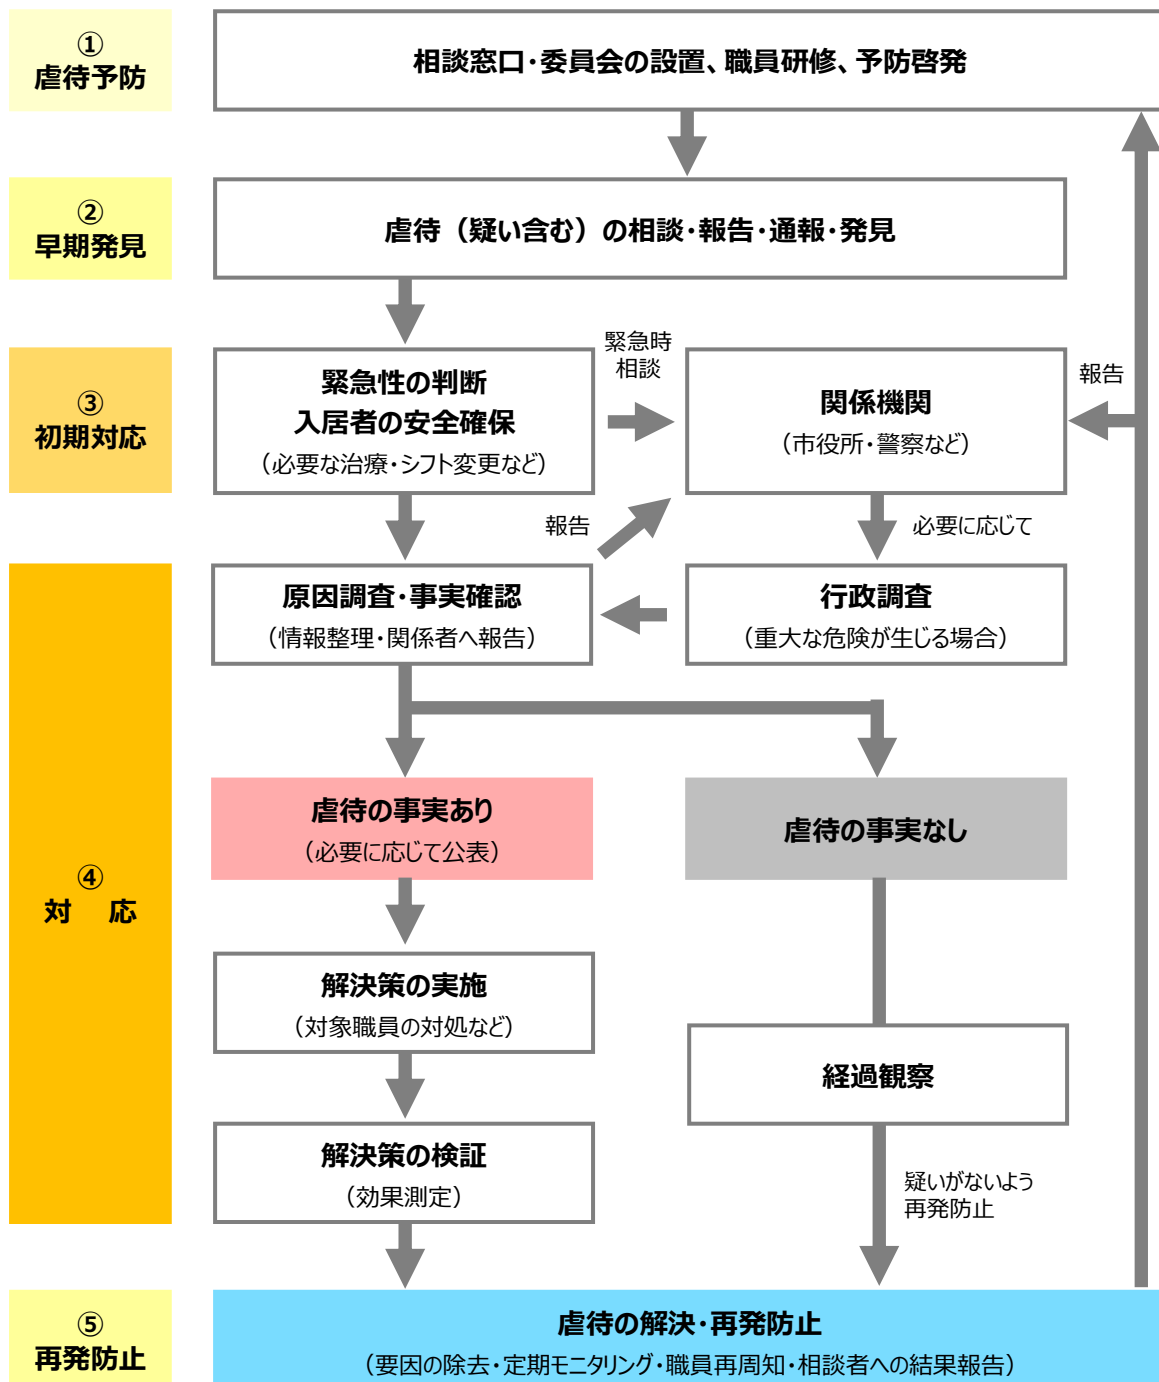 ①
虐待予防
相談窓口・委員会の設置、職員研修、予防啓発
②
早期発見
虐待（疑い含む）の相談・報告・通報・発見
③
初期対応
緊急性の判断
入居者の安全確保
（必要な治療・シフト変更など）
緊急時
相談
関係機関
（市役所・警察など）
報告
報告
必要に応じて
④
対　応
原因調査・事実確認
（情報整理・関係者へ報告）
行政調査
（重大な危険が生じる場合）
虐待の事実あり
（必要に応じて公表）
虐待の事実なし
解決策の実施
（対象職員の対処など）
経過観察
解決策の検証
（効果測定）
疑いがないよう
再発防止
⑤
再発防止
虐待の解決・再発防止
（要因の除去・定期モニタリング・職員再周知・相談者への結果報告）